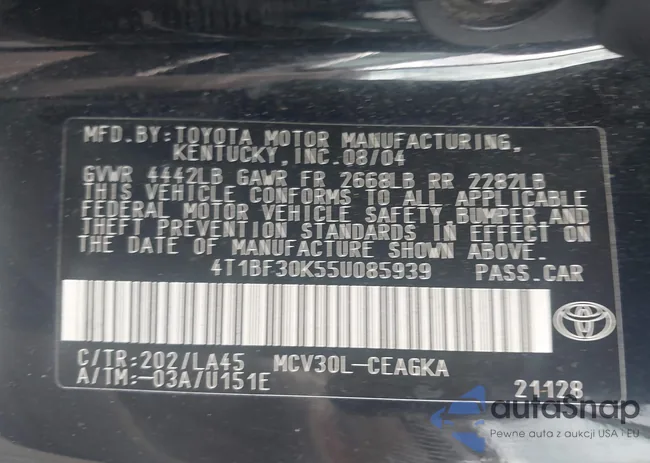 MFD.BY:TOYOTA MOTOR MANUFACTURING,
KENTUCKY,INC.08/04
GVWR 4442LB GAWR FR 2668LB RR 2282LB
THIS VEHICLE CONFORMS TO ALL APPLICABLE
FEDERAL MOTOR VEHICLE SAFETY,BUMPER AND
THEFT PREVENTION STANDARDS IN EFFECT ON
THE DATE OF MANUFACTURE SHOWN ABOVE.
4T1BF30K55U085939 PASS.CAR
C/TR:202/LA45 MCV30L-CEAGKA
A/TM:-03A/U151E 21128
autoSnap
Pewne auta z aukcji USA i EU